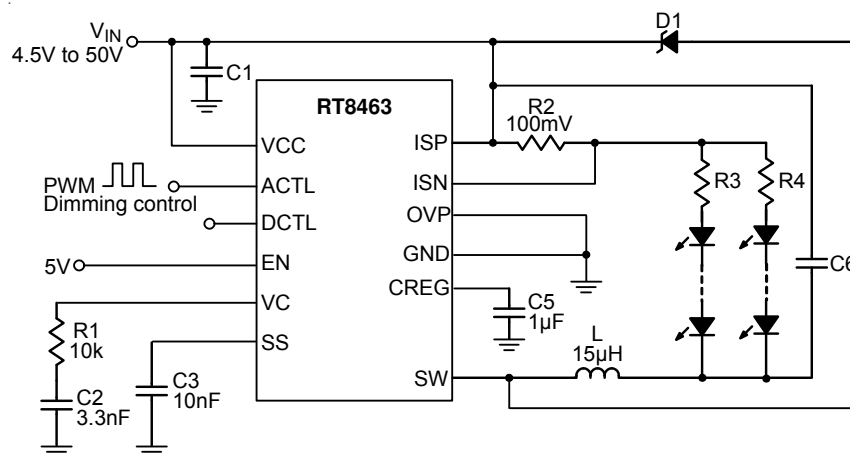 D1
VIN
4.5V to 50V
C1
RT8463
R2
100mV
VCC
ISP
PWM
ACTL
ISN
R3
R4
Dimming control
DCTL
OVP
5V
EN
GND
C6
VC
CREG
C5
1µF
R1
10k
SS
L
15µH
C3
10nF
SW
C2
3.3nF